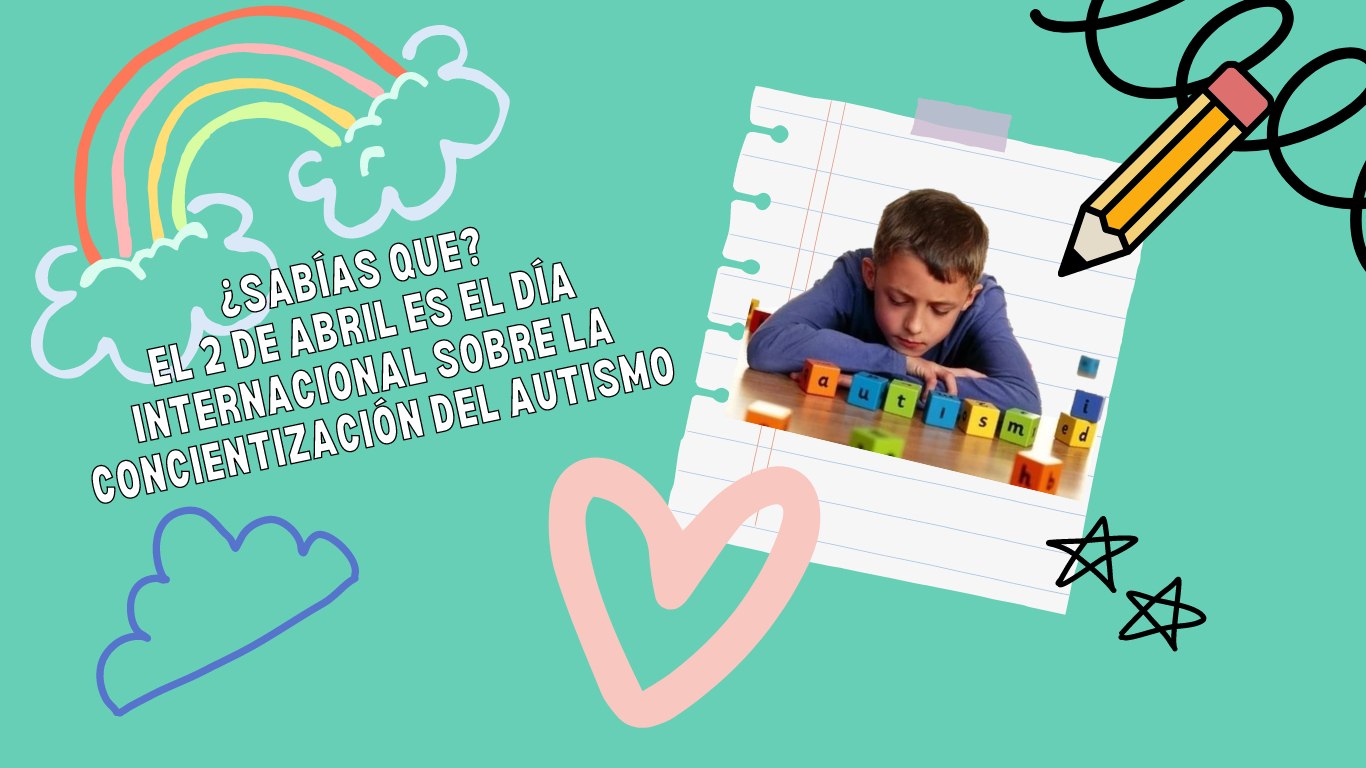 ¿SABÍAS QUE?
EL 2 DE ABRIL ES EL DÍA
INTERNACIONAL SOBRE LA
CONCIENTIZACIÓN DEL AUTISMO
a u t i s m
i
e d
h b